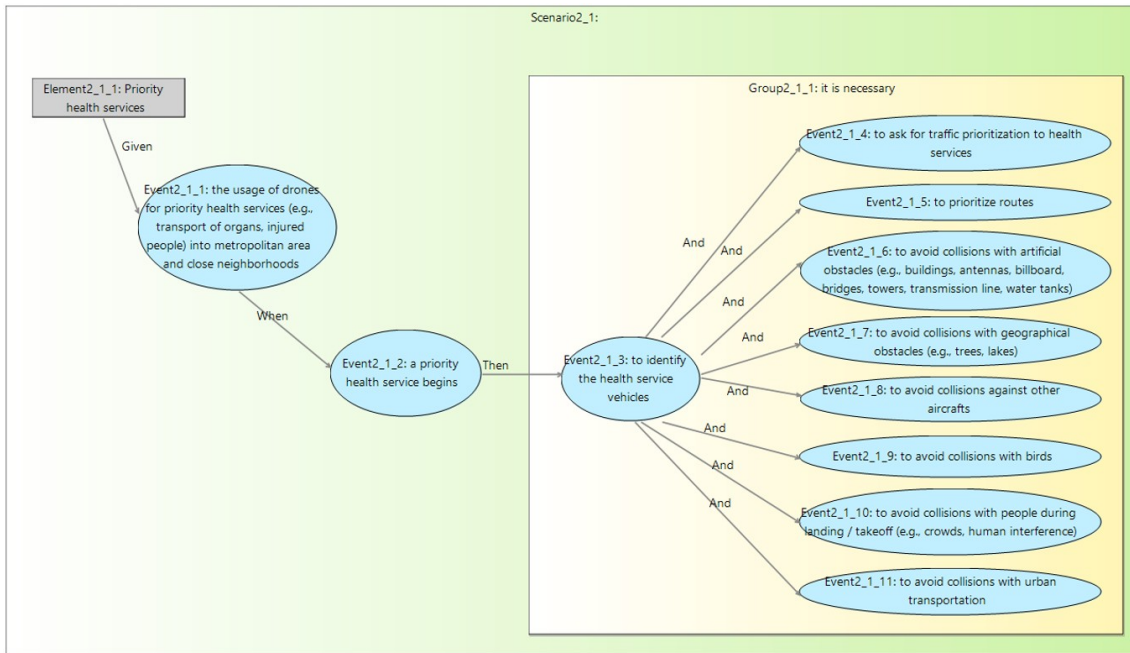 Scenario2_1:
Element2_1_1: Priority
health services
Given
Event2_1_1: the usage of drones
for priority health services (e.g.,
transport of organs, injured
people) into metropolitan area
and close neighborhoods
When
Event2_1_2: a priority
health service begins
Then
Group2_1_1: it is necessary
Event2_1_3: to identify
the health service
vehicles
And
Event2_1_4: to ask for traffic prioritization to health
services
And
Event2_1_5: to prioritize routes
And
Event2_1_6: to avoid collisions with artificial
obstacles (e.g., buildings, antennas, billboard,
bridges, towers, transmission line, water tanks)
And
Event2_1_7: to avoid collisions with geographical
obstacles (e.g., trees, lakes)
And
Event2_1_8: to avoid collisions against other
aircrafts
And
Event2_1_9: to avoid collisions with birds
And
Event2_1_10: to avoid collisions with people during
landing / takeoff (e.g., crowds, human interference)
And
Event2_1_11: to avoid collisions with urban
transportation